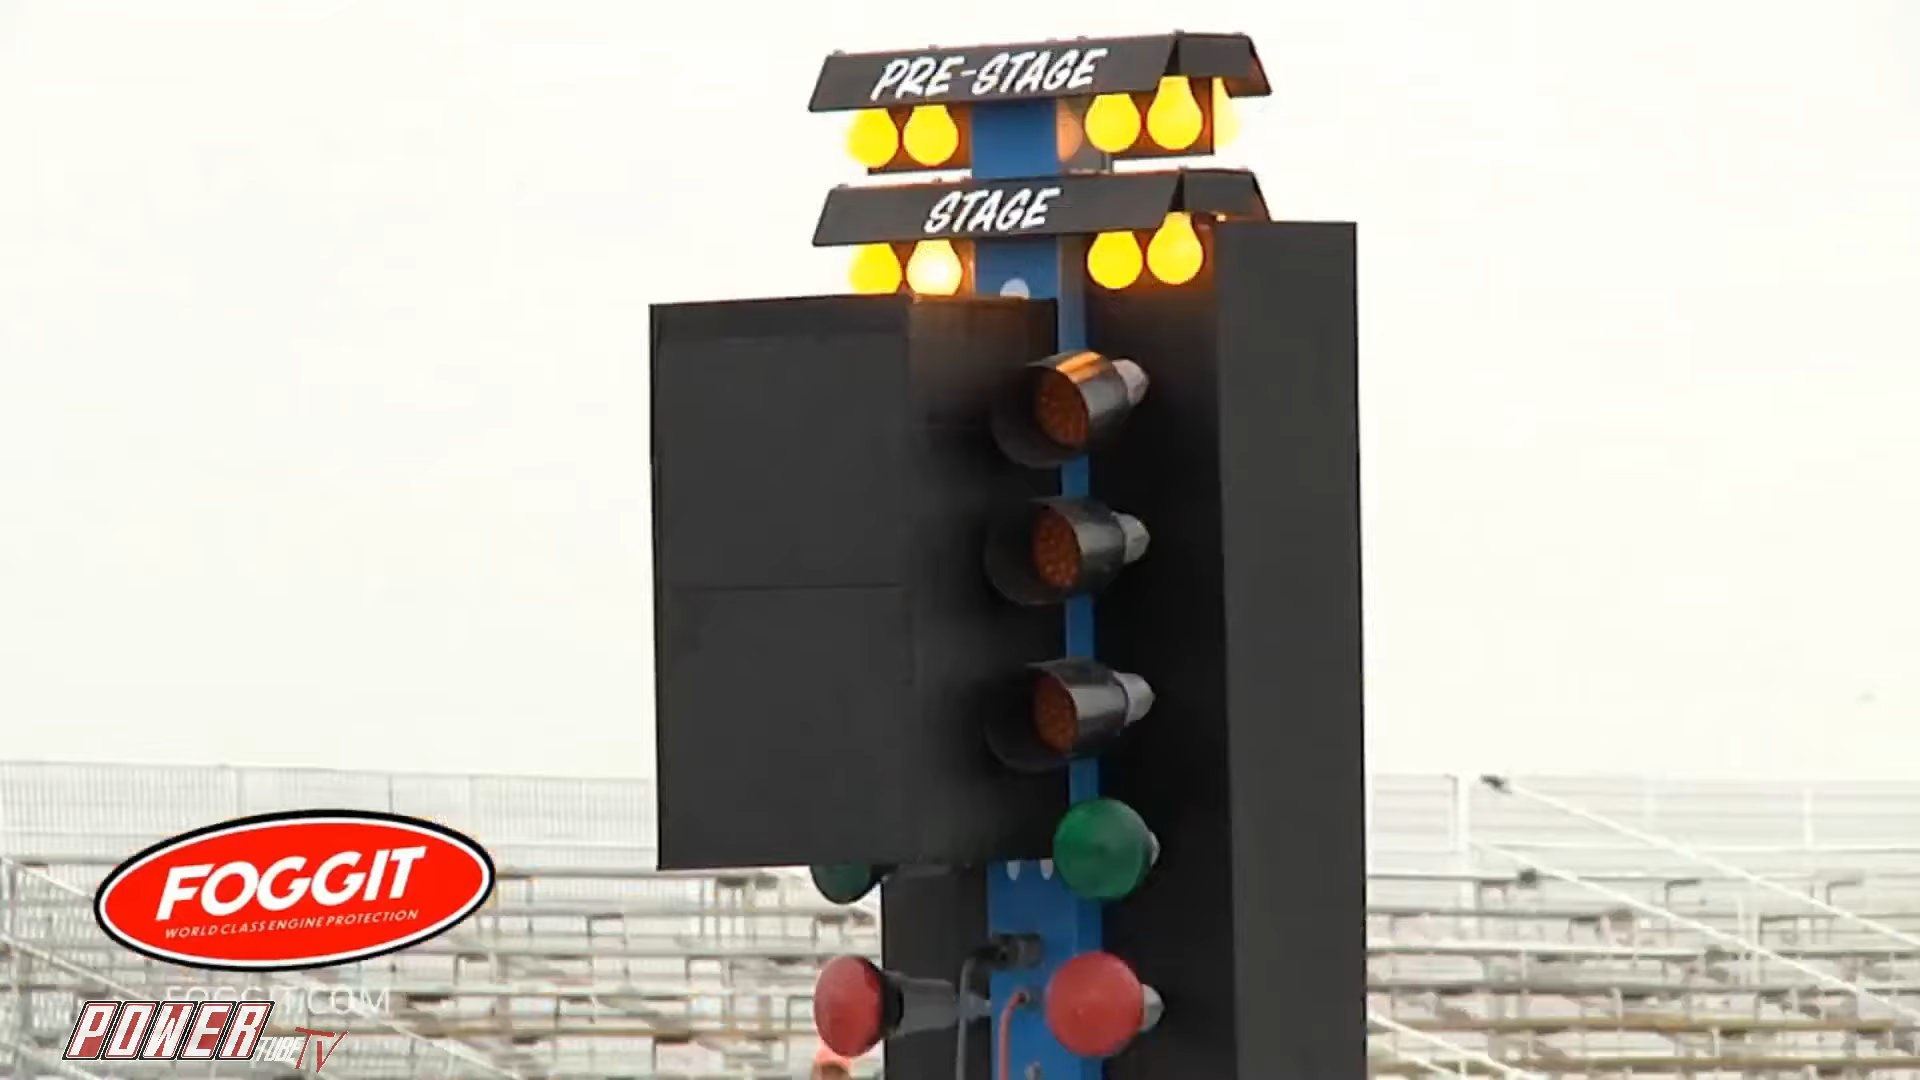 PRE-STAGE
STAGE
FOGGIT
WORLD CLASS ENGINE PROTECTION
FOGGIT.COM
POWER TUBE TV